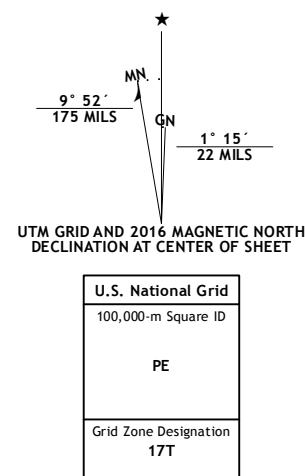 MN
9° 52´
175 MILS
GN
1° 15´
22 MILS
UTM GRID AND 2016 MAGNETIC NORTH
DECLINATION AT CENTER OF SHEET
U.S. National Grid
100,000-m Square ID
PE
Grid Zone Designation
17T